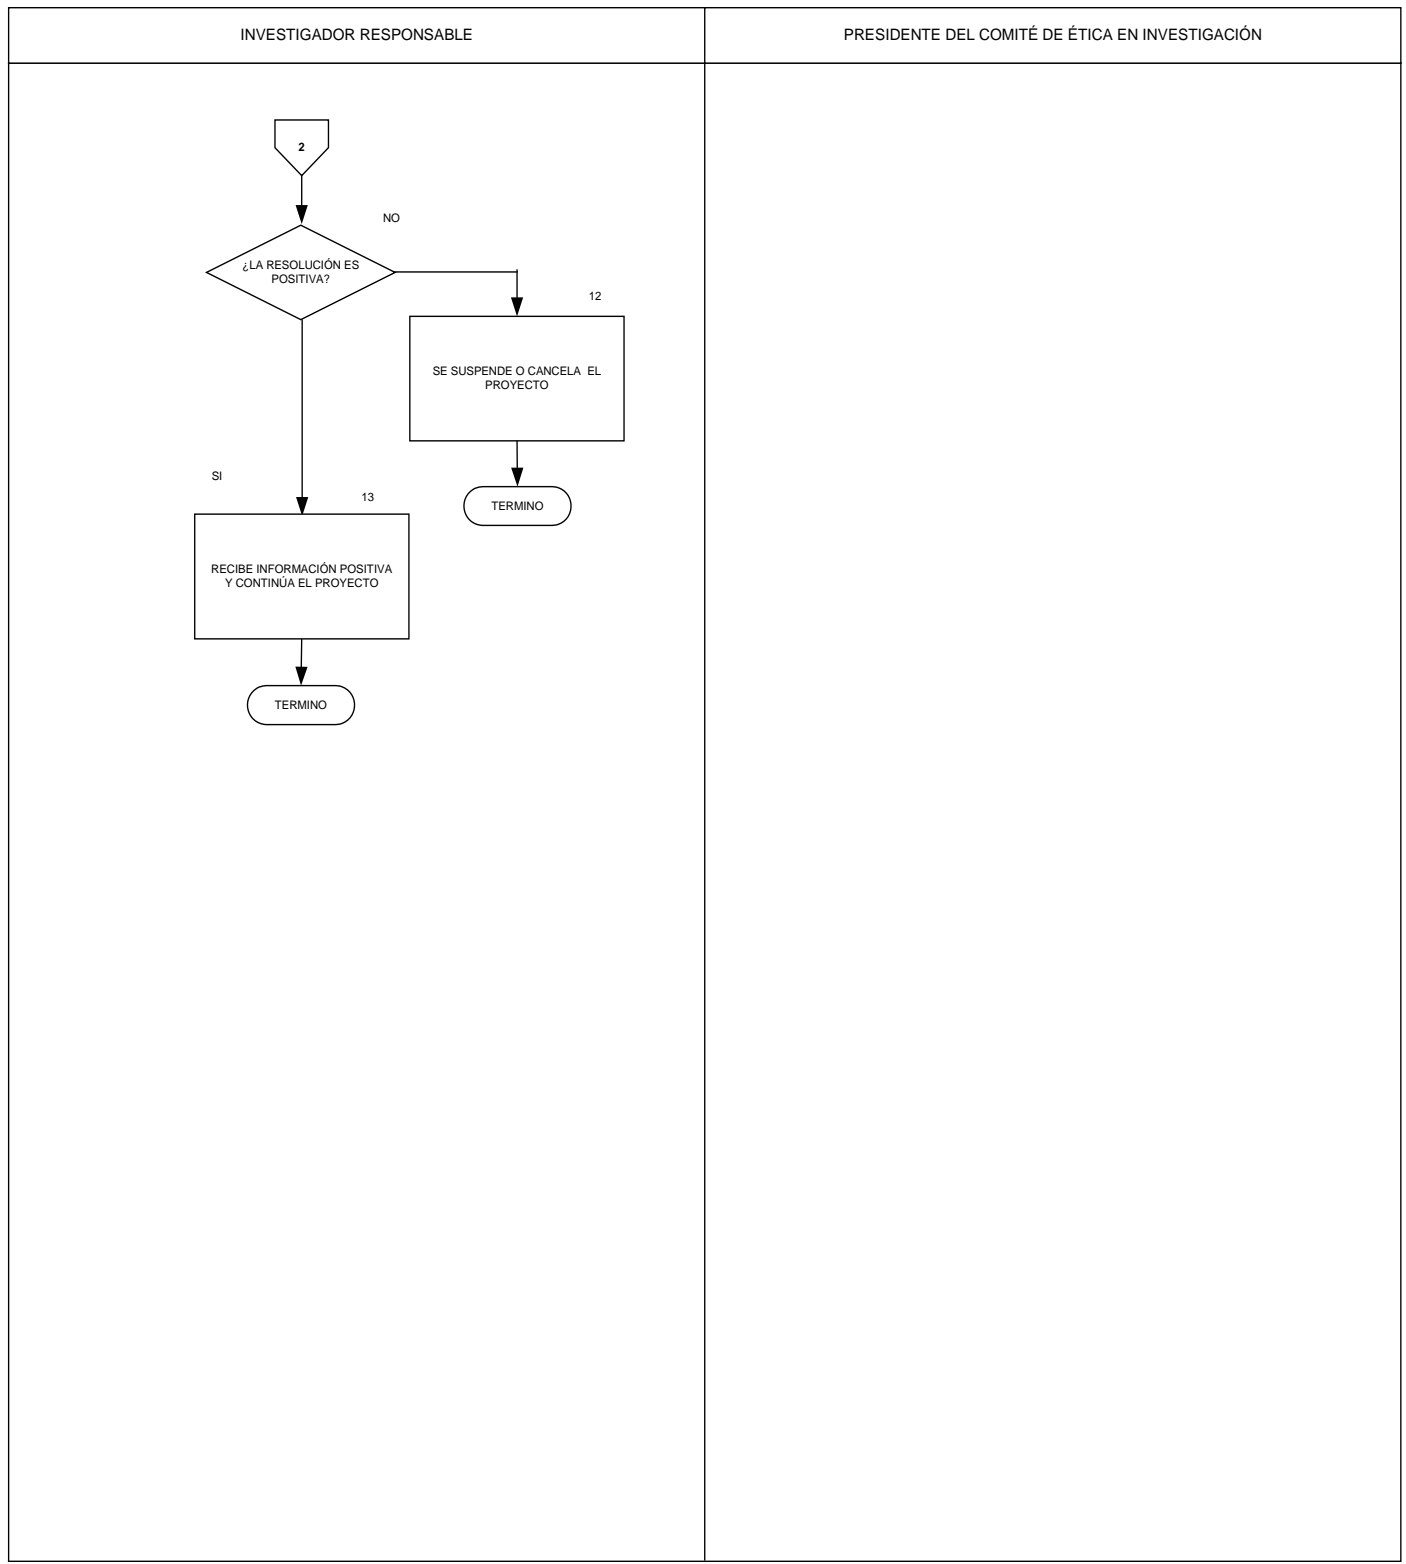 INVESTIGADOR RESPONSABLE
PRESIDENTE DEL COMITÉ DE ÉTICA EN INVESTIGACIÓN
2
NO
¿LA RESOLUCIÓN ES
POSITIVA?
12
SE SUSPENDE O CANCELA EL
PROYECTO
SI
13
TERMINO
RECIBE INFORMACIÓN POSITIVA
Y CONTINÚA EL PROYECTO
TERMINO